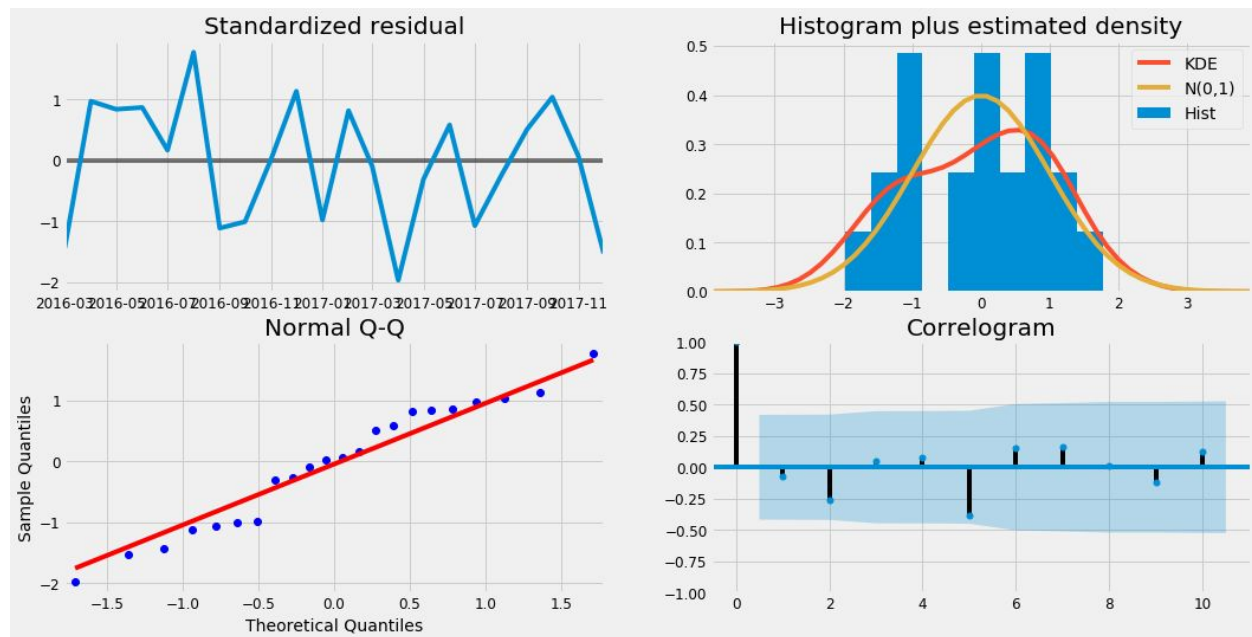 Standardized residual
1
0
−1
−2
2016-03 2016-05 2016-07 2016-09 2016-11 2017-01 2017-03 2017-05 2017-07 2017-09 2017-11
Histogram plus estimated density
0.5
0.4
0.3
0.2
0.1
0.0
KDE
N(0,1)
Hist
−3 −2 −1 0 1 2 3
Normal Q-Q
Sample Quantiles
1
0
−1
−2
−1.5 −1.0 −0.5 0.0 0.5 1.0 1.5
Theoretical Quantiles
Correlogram
1.00
0.75
0.50
0.25
0.00
−0.25
−0.50
−0.75
−1.00
0 2 4 6 8 10